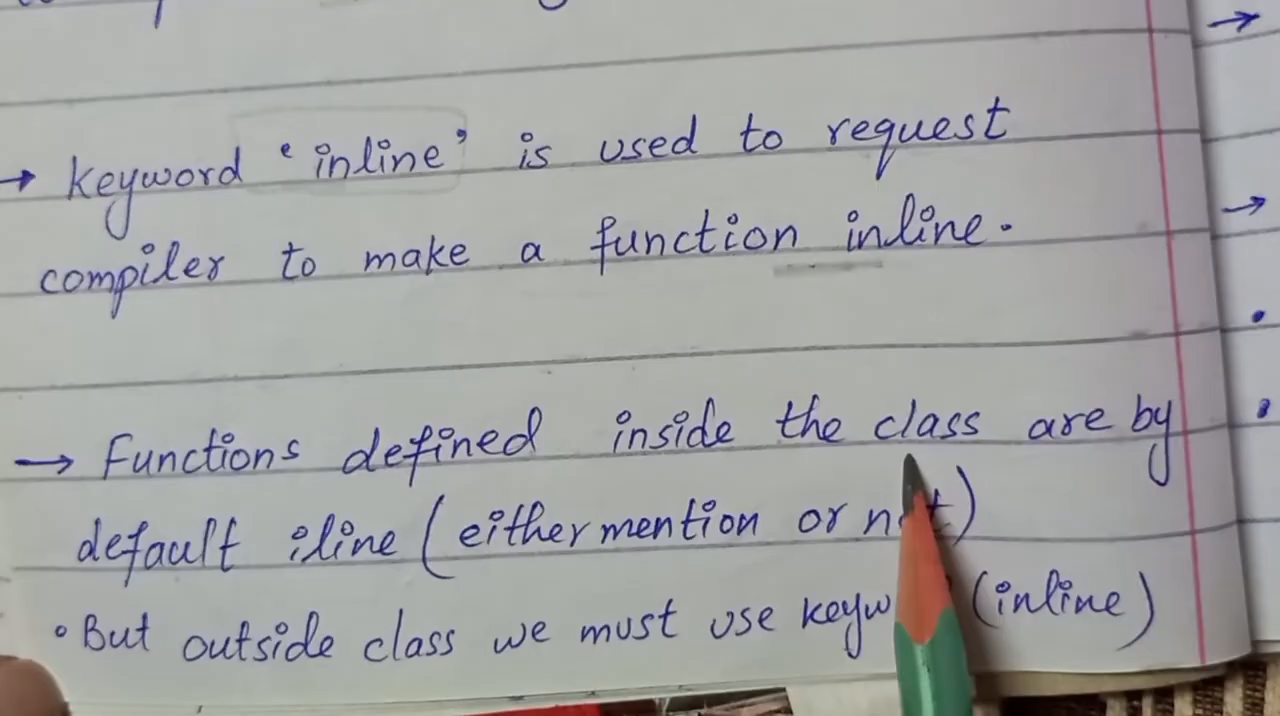 → keyword 'inline' is used to request
compiler to make a function inline.
→ Functions defined inside the class are by
default iline (either mention or not)
• But outside class we must use (inline)